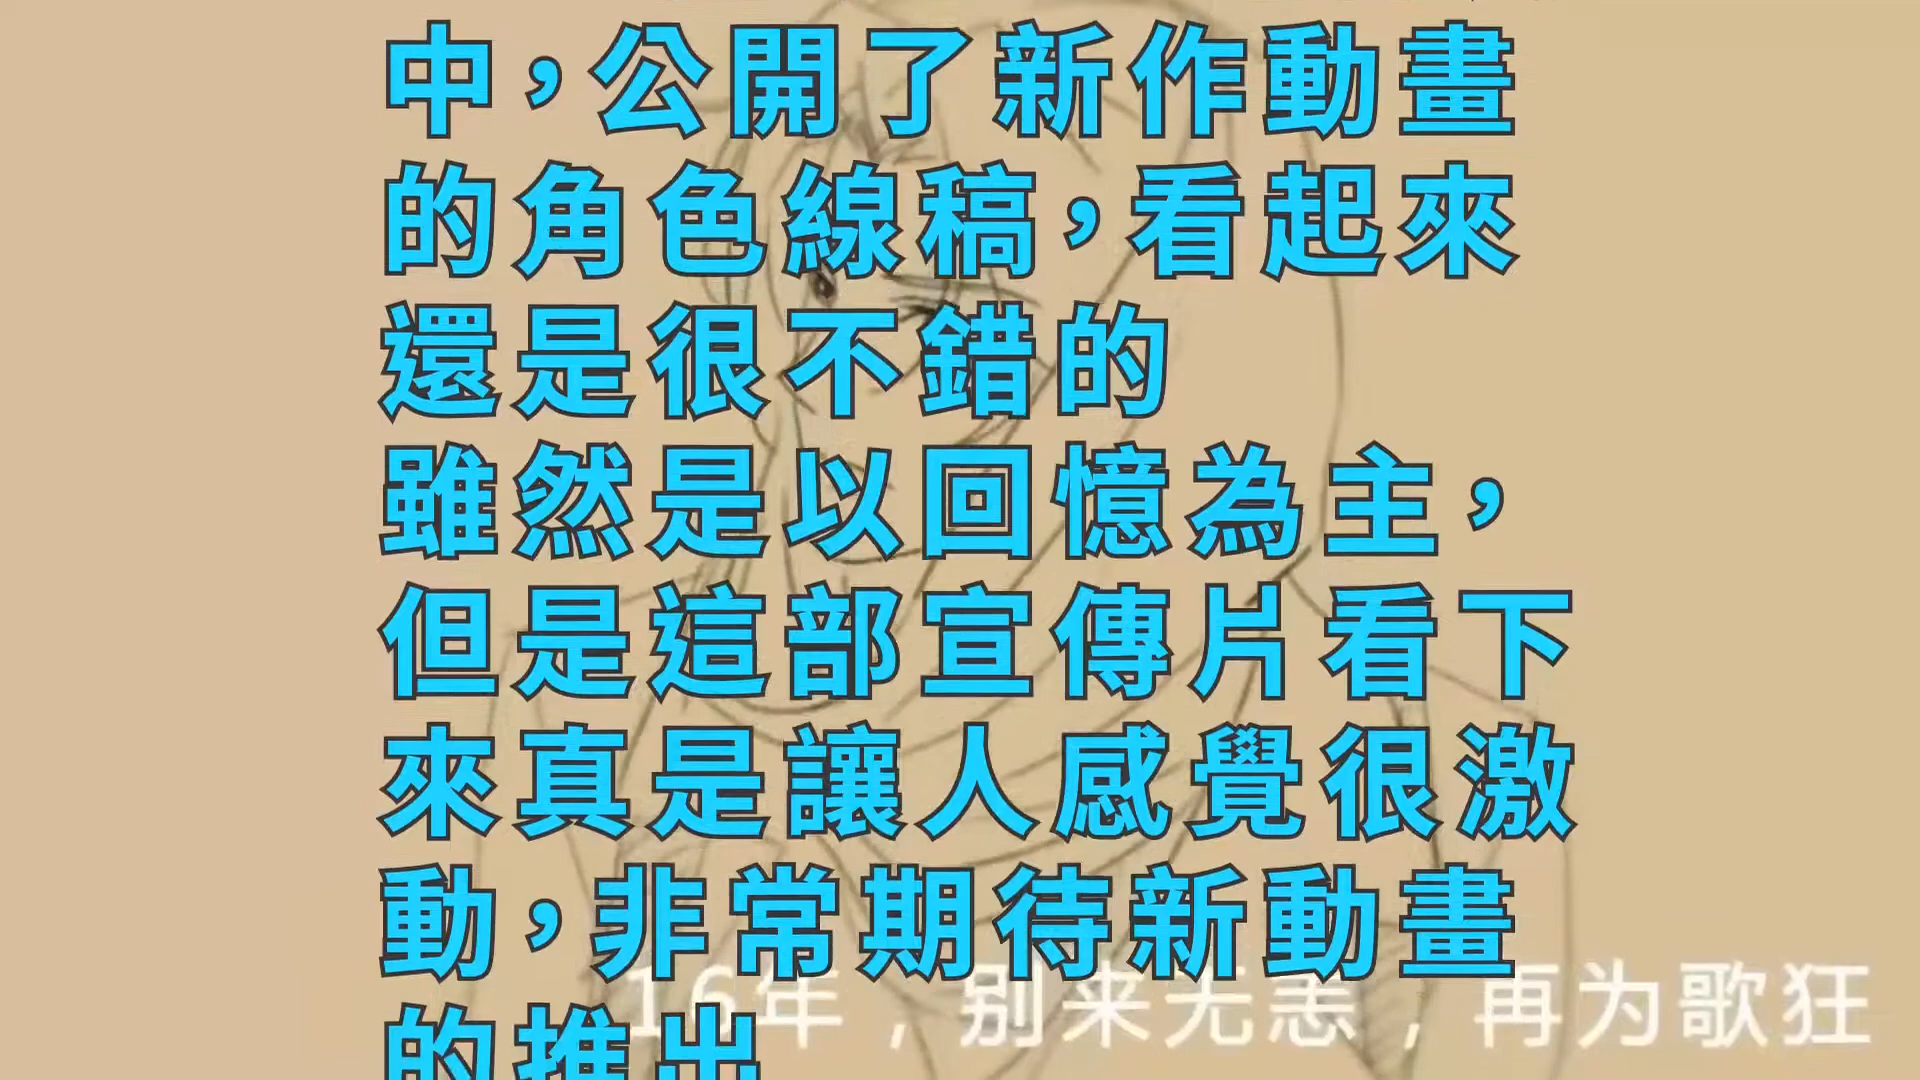 中，公開了新作動畫
的角色線稿，看起來
還是很不錯的
雖然是以回憶為主，
但是這部宣傳片看下
來真是讓人感覺很激
動，非常期待新動畫
的推出
16年，别来无恙，再为歌狂